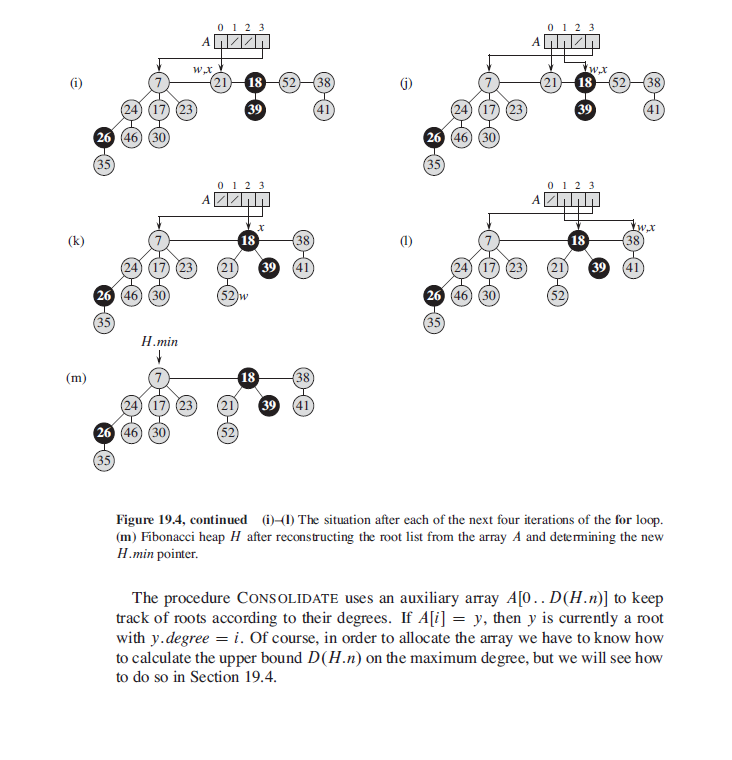 0 1 2 3
A
w,x
(i)
7 21 18 52 38
24 17 23 39 41
26 46 30
35
0 1 2 3
A
w,x
(j)
7 21 18 52 38
24 17 23 39 41
26 46 30
35
0 1 2 3
A
x
(k)
7 18 38
24 17 23 21 39 41
26 46 30 52 w
35
0 1 2 3
A
w,x
(l)
7 18 38
24 17 23 21 39 41
26 46 30 52
35
H.min
(m)
7 18 38
24 17 23 21 39 41
26 46 30 52
35
Figure 19.4, continued (i)–(l) The situation after each of the next four iterations of the for loop.
(m) Fibonacci heap H after reconstructing the root list from the array A and determining the new
H.min pointer.
The procedure CONSOLIDATE uses an auxiliary array A[0 . . D(H.n)] to keep
track of roots according to their degrees. If A[i] = y, then y is currently a root
with y.degree = i. Of course, in order to allocate the array we have to know how
to calculate the upper bound D(H.n) on the maximum degree, but we will see how
to do so in Section 19.4.